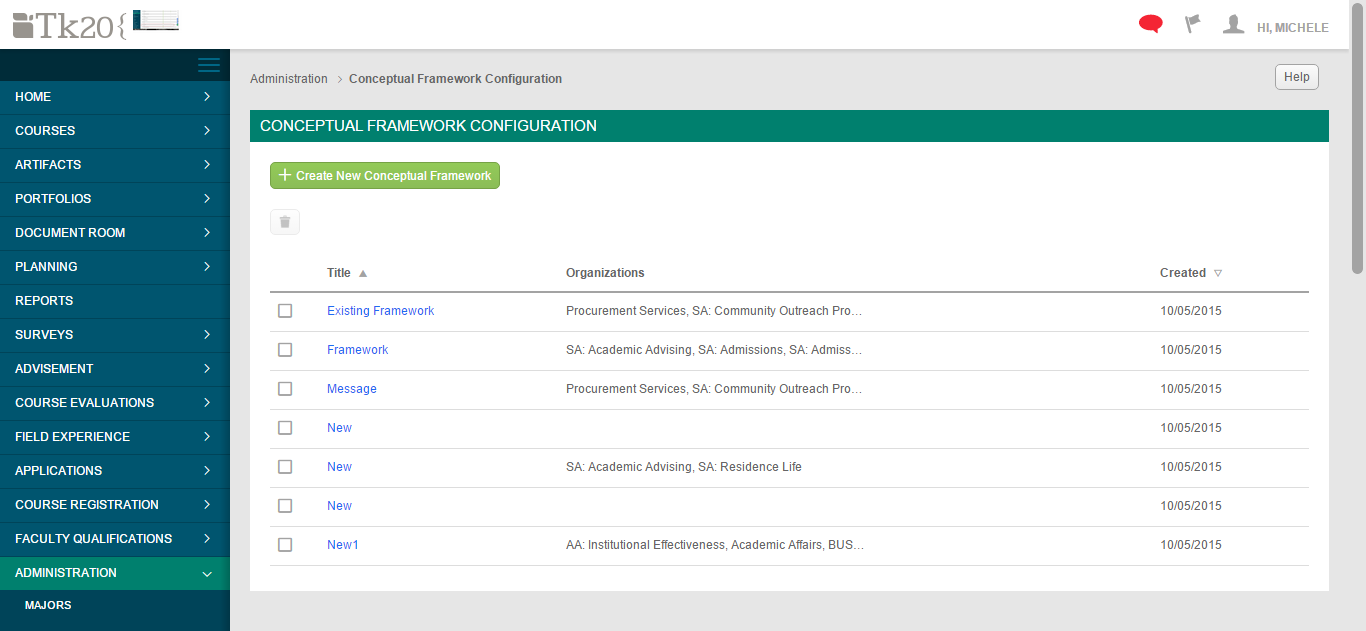 Tk20{
HI, MICHELE
HOME
COURSES
ARTIFACTS
PORTFOLIOS
DOCUMENT ROOM
PLANNING
REPORTS
SURVEYS
ADVISEMENT
COURSE EVALUATIONS
FIELD EXPERIENCE
APPLICATIONS
COURSE REGISTRATION
FACULTY QUALIFICATIONS
ADMINISTRATION
MAJORS
Administration > Conceptual Framework Configuration
Help
CONCEPTUAL FRAMEWORK CONFIGURATION
+ Create New Conceptual Framework
Title ▲ Organizations Created ▽
Existing Framework Procurement Services, SA: Community Outreach Pro... 10/05/2015
Framework SA: Academic Advising, SA: Admissions, SA: Admiss... 10/05/2015
Message Procurement Services, SA: Community Outreach Pro... 10/05/2015
New 10/05/2015
New SA: Academic Advising, SA: Residence Life 10/05/2015
New 10/05/2015
New1 AA: Institutional Effectiveness, Academic Affairs, BUS... 10/05/2015